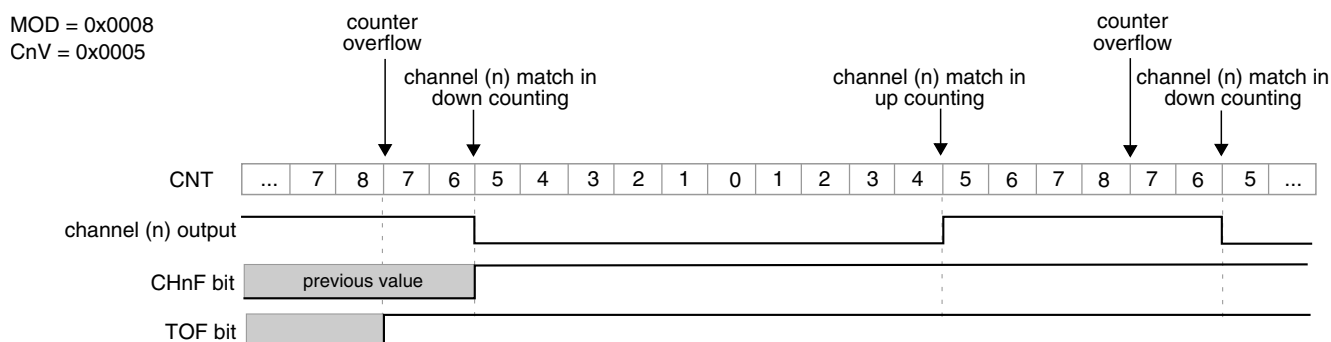 MOD = 0x0008
CnV = 0x0005
counter
overflow
channel (n) match in
down counting
channel (n) match in
up counting
counter
overflow
channel (n) match in
down counting
CNT ... 7 8 7 6 5 4 3 2 1 0 1 2 3 4 5 6 7 8 7 6 5 ...
channel (n) output
CHnF bit previous value
TOF bit